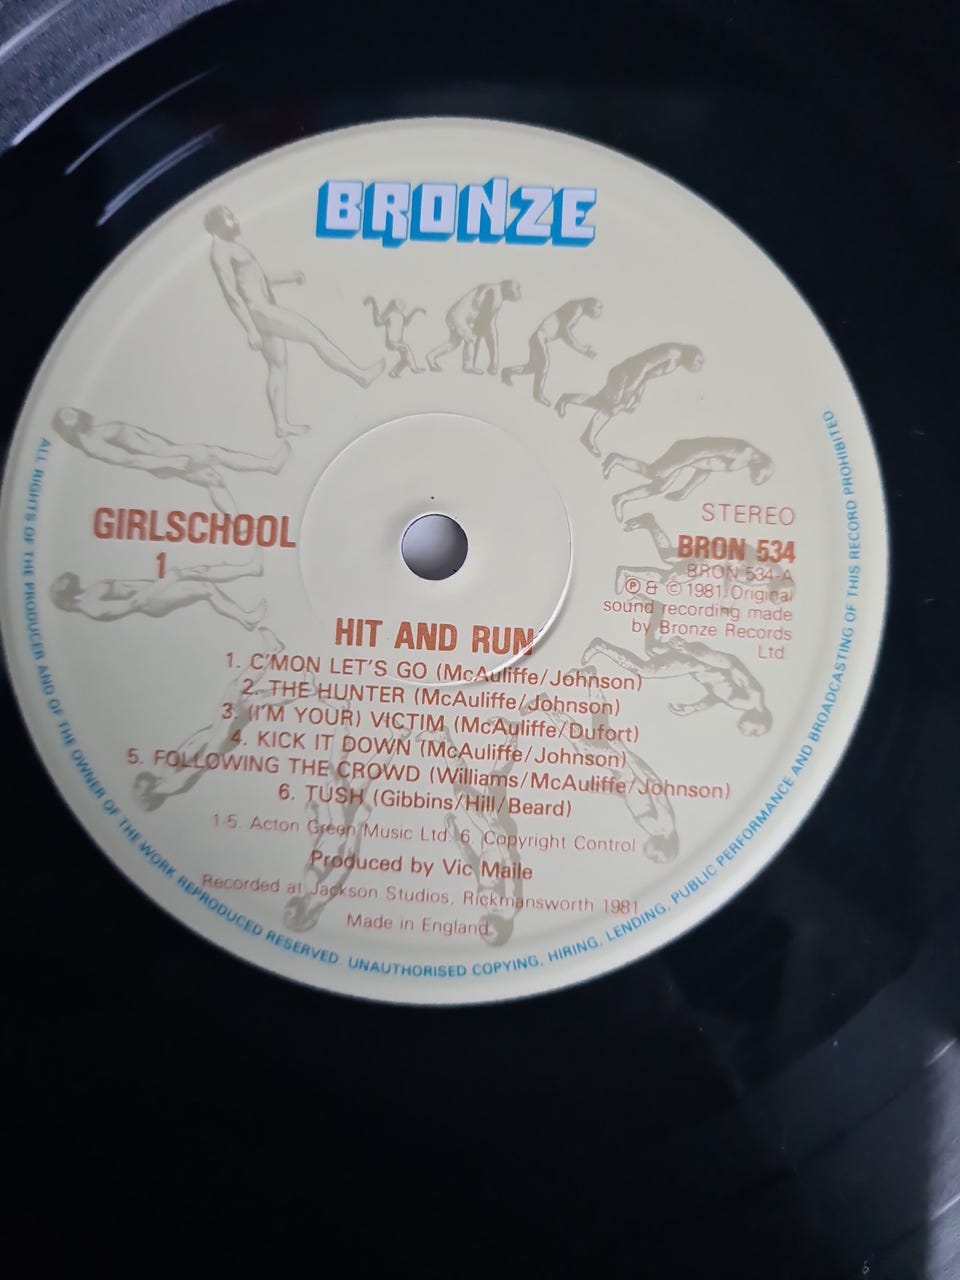 BRONZE
GIRLSCHOOL
1
STEREO
BRON 534
BRON 534-A
℗ & © 1981 Original
sound recording made
by Bronze Records
Ltd.
HIT AND RUN
1. C'MON LET'S GO (McAuliffe/Johnson)
2. THE HUNTER (McAuliffe/Johnson)
3. (I'M YOUR) VICTIM (McAuliffe/Dufort)
4. KICK IT DOWN (McAuliffe/Johnson)
5. FOLLOWING THE CROWD (Williams/McAuliffe/Johnson)
6. TUSH (Gibbins/Hill/Beard)
1-5. Acton Green Music Ltd. 6. Copyright Control
Produced by Vic Maile
Recorded at Jackson Studios, Rickmansworth 1981
Made in England
ALL RIGHTS OF THE PRODUCER AND OF THE OWNER OF THE WORK REPRODUCED RESERVED. UNAUTHORISED COPYING, HIRING, LENDING, PUBLIC PERFORMANCE AND BROADCASTING OF THIS RECORD PROHIBITED